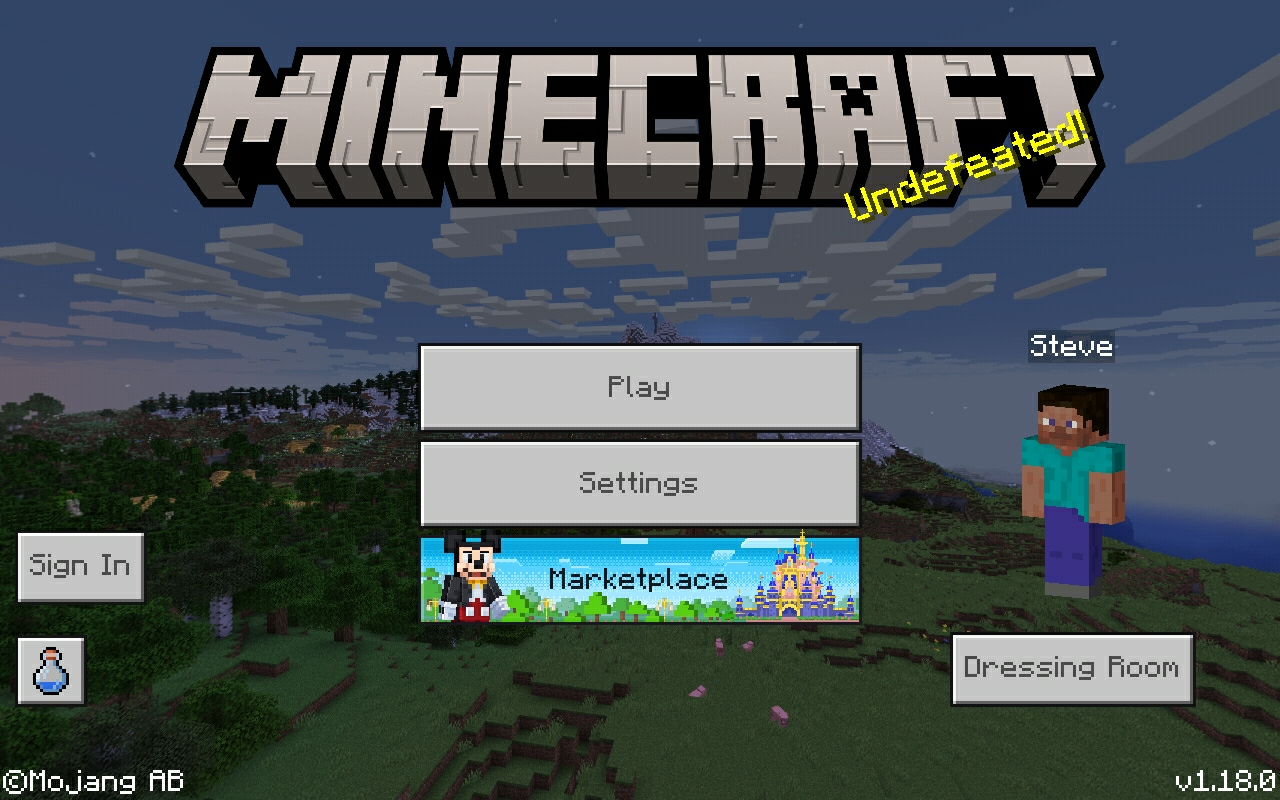 MINECRAFT
Undefeated!
Steve
Play
Settings
Marketplace
Sign In
Dressing Room
©Mojang AB
v1.18.0